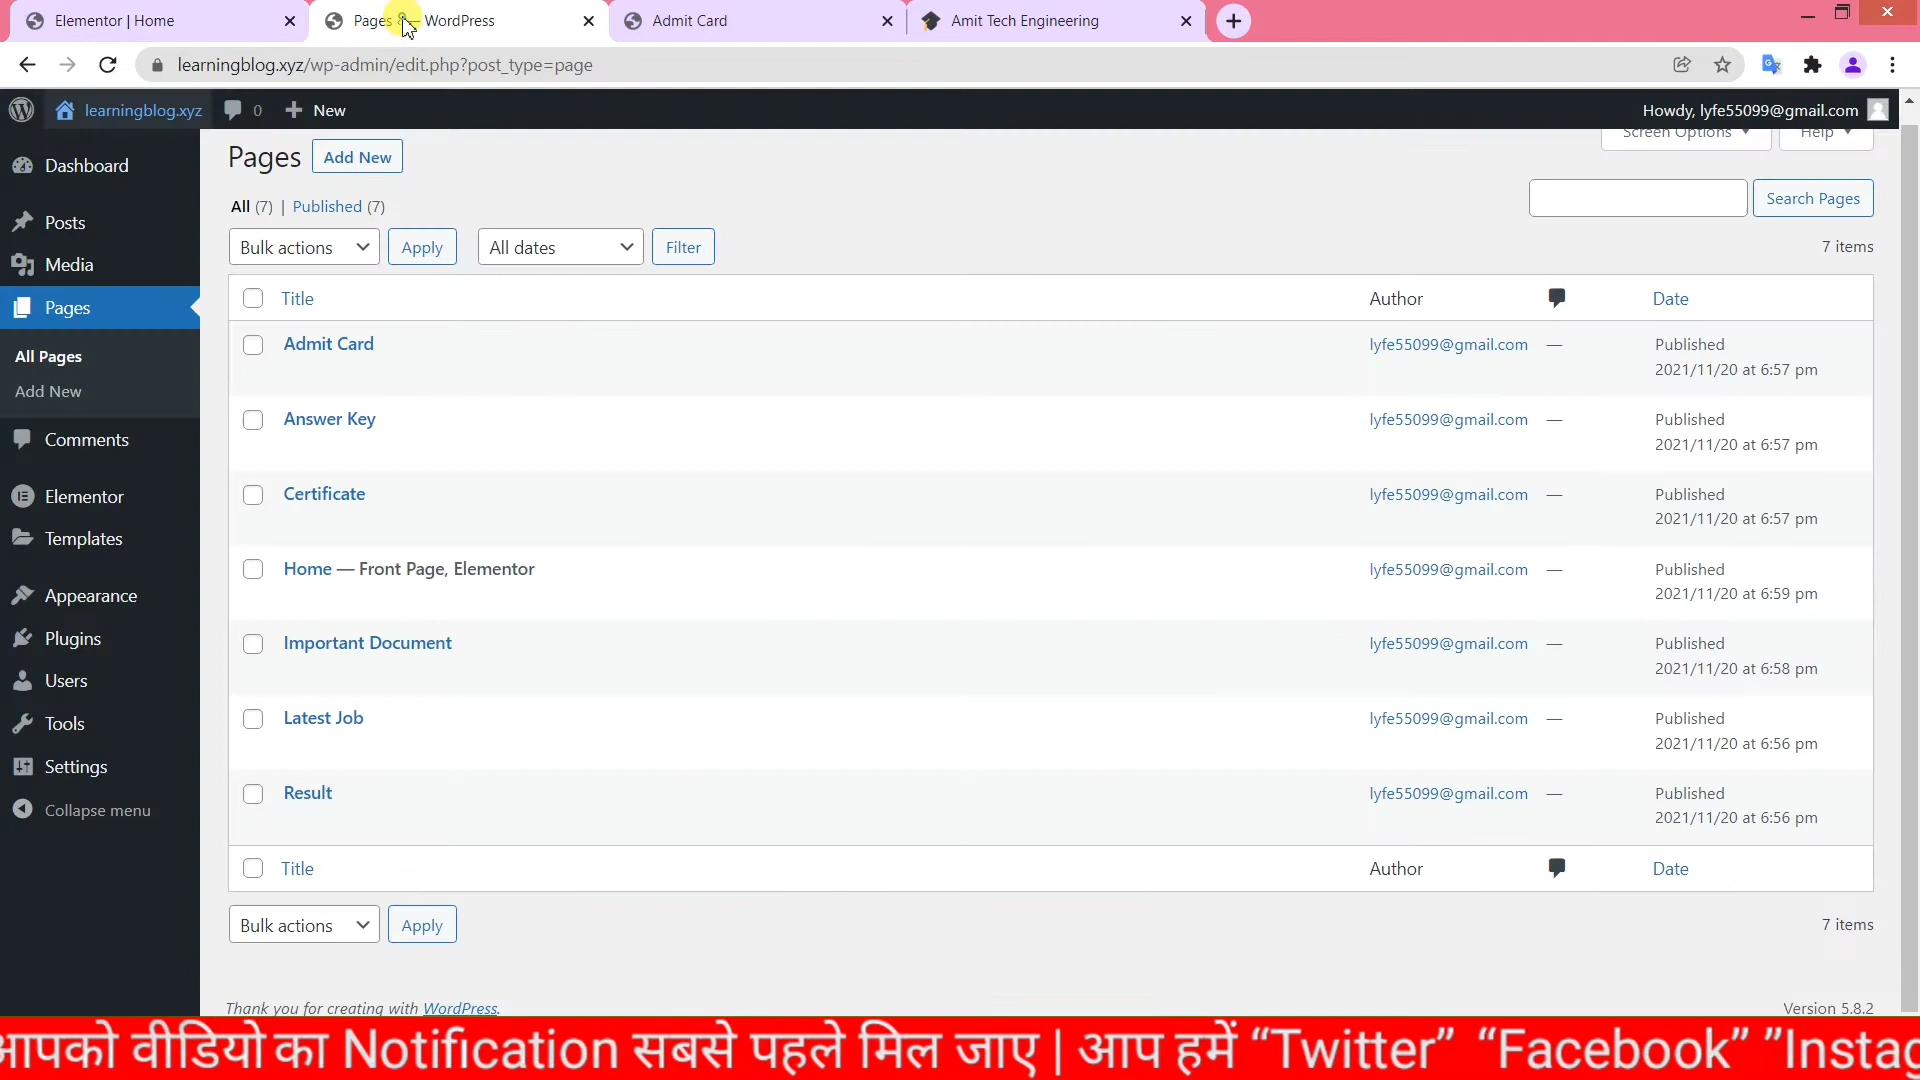 Elementor | Home
Pages WordPress
Admit Card
Amit Tech Engineering
learningblog.xyz/wp-admin/edit.php?post_type=page
learningblog.xyz
0
New
Howdy, lyfe55099@gmail.com
Screen Options
Help
Dashboard
Posts
Media
Pages
All Pages
Add New
Comments
Elementor
Templates
Appearance
Plugins
Users
Tools
Settings
Collapse menu
Pages
Add New
All (7) | Published (7)
Search Pages
Bulk actions
Apply
All dates
Filter
7 items
Title Author Date
Admit Card lyfe55099@gmail.com — Published
2021/11/20 at 6:57 pm
Answer Key lyfe55099@gmail.com — Published
2021/11/20 at 6:57 pm
Certificate lyfe55099@gmail.com — Published
2021/11/20 at 6:57 pm
Home — Front Page, Elementor lyfe55099@gmail.com — Published
2021/11/20 at 6:59 pm
Important Document lyfe55099@gmail.com — Published
2021/11/20 at 6:58 pm
Latest Job lyfe55099@gmail.com — Published
2021/11/20 at 6:56 pm
Result lyfe55099@gmail.com — Published
2021/11/20 at 6:56 pm
Title Author Date
Bulk actions
Apply
7 items
Thank you for creating with WordPress.
Version 5.8.2
आपको वीडियो का Notification सबसे पहले मिल जाए | आप हमें “Twitter” “Facebook” ”Instag